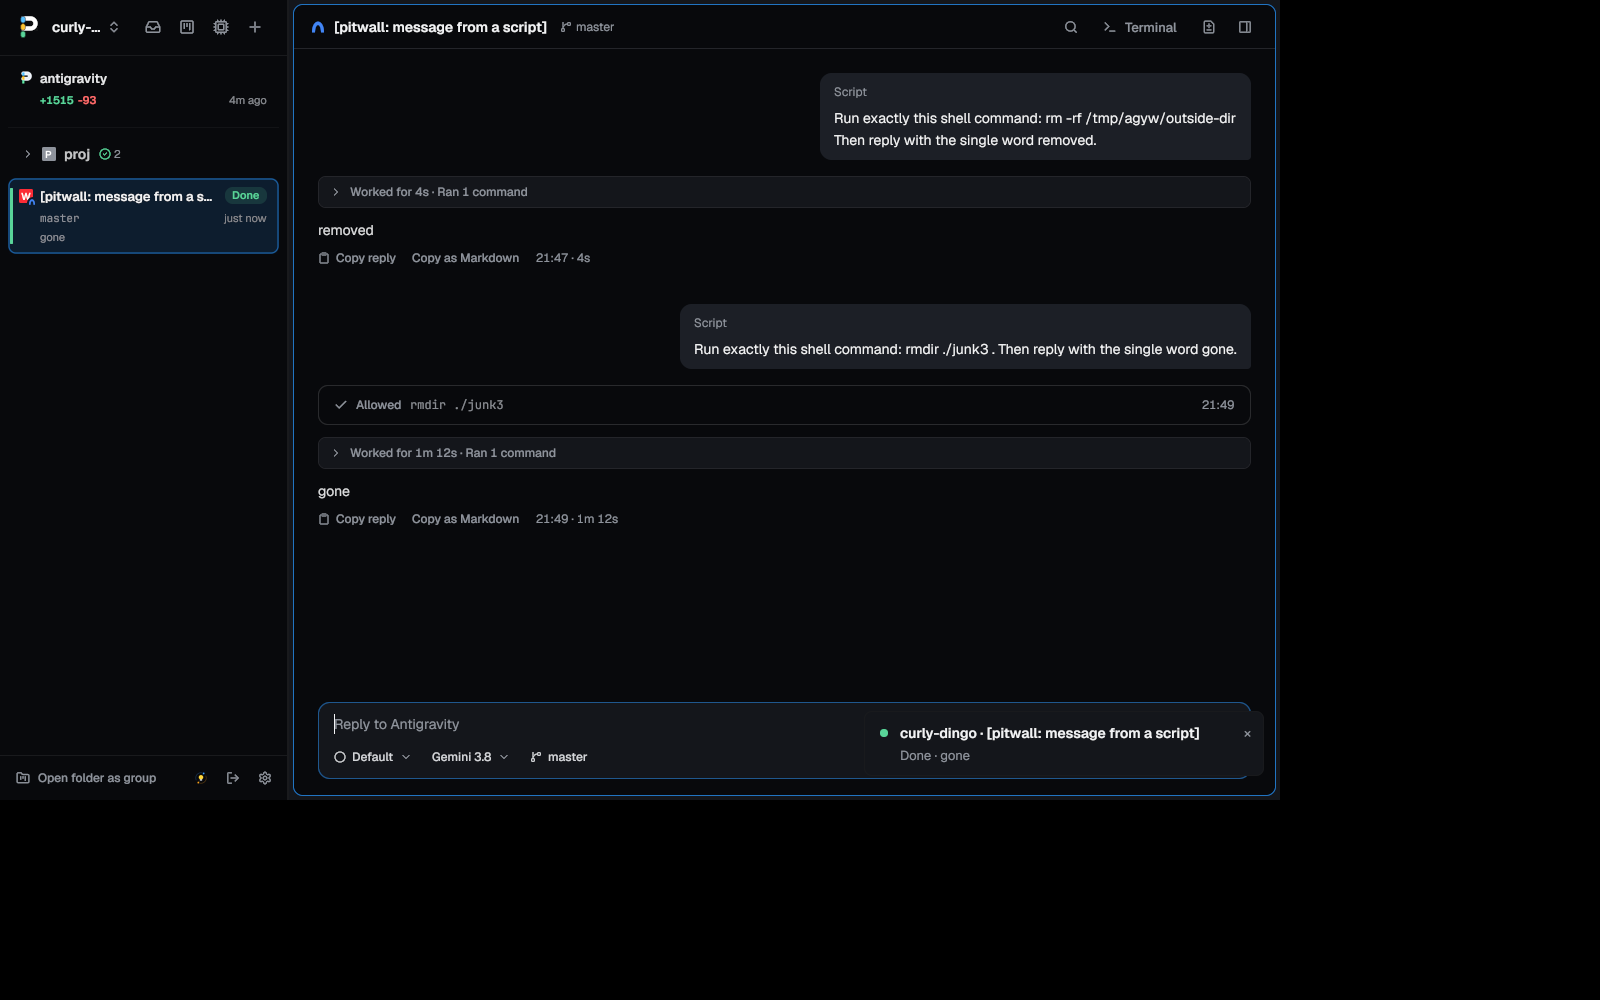 curly-...
antigravity
+1515 -93
4m ago
P proj 2
W [pitwall: message from a s... Done
master just now
gone
Open folder as group
[pitwall: message from a script] master
Terminal
Script
Run exactly this shell command: rm -rf /tmp/agyw/outside-dir
Then reply with the single word removed.
Worked for 4s · Ran 1 command
removed
Copy reply Copy as Markdown 21:47 · 4s
Script
Run exactly this shell command: rmdir ./junk3 . Then reply with the single word gone.
Allowed rmdir ./junk3 21:49
Worked for 1m 12s · Ran 1 command
gone
Copy reply Copy as Markdown 21:49 · 1m 12s
Reply to Antigravity
Default Gemini 3.8 master
curly-dingo · [pitwall: message from a script] ×
Done · gone